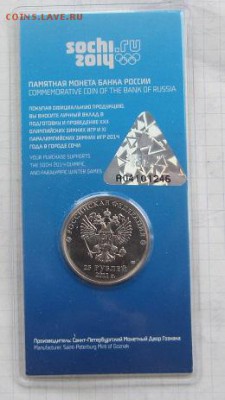 COINS.LAVE.RU
sochi.ru
2014
ПАМЯТНАЯ МОНЕТА БАНКА РОССИИ
COMMEMORATIVE COIN OF THE BANK OF RUSSIA
ПОКУПАЯ ОФИЦИАЛЬНУЮ ПРОДУКЦИЮ,
ВЫ ВНОСИТЕ ЛИЧНЫЙ ВКЛАД В
ПОДГОТОВКУ И ПРОВЕДЕНИЕ XXII
ОЛИМПИЙСКИХ ЗИМНИХ ИГР И XI
ПАРАЛИМПИЙСКИХ ЗИМНИХ ИГР 2014
ГОДА В ГОРОДЕ СОЧИ
YOUR PURCHASE SUPPORTS
THE SOCHI OLYMPIC
AND PARALYMPIC WINTER GAMES
A04101246
РОССИЙСКАЯ ФЕДЕРАЦИЯ
25 РУБЛЕЙ
Производитель: Санкт-Петербургский Монетный Двор Гознака
Manufacturer: Saint-Petersburg Mint of Goznak